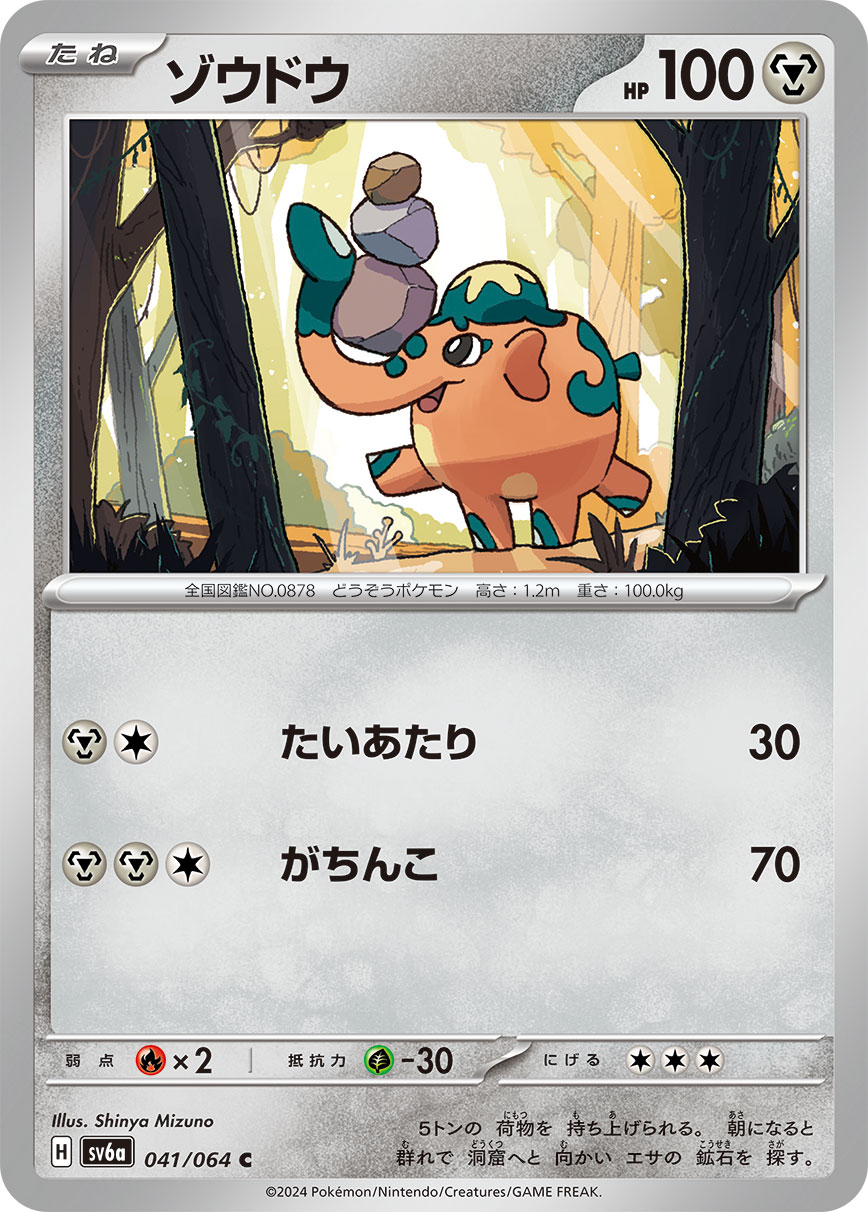 たね ゾウドウ HP 100
全国図鑑NO.0878 どうぞうポケモン 高さ:1.2m 重さ:100.0kg
たいあたり 30
がちんこ 70
弱点 ×2 抵抗力 -30 にげる
Illus. Shinya Mizuno
5トンの 荷物を 持ち上げられる。 朝になると
群れで 洞窟へと 向かい エサの 鉱石を 探す。
H sv6a 041/064 C
©2024 Pokémon/Nintendo/Creatures/GAME FREAK.